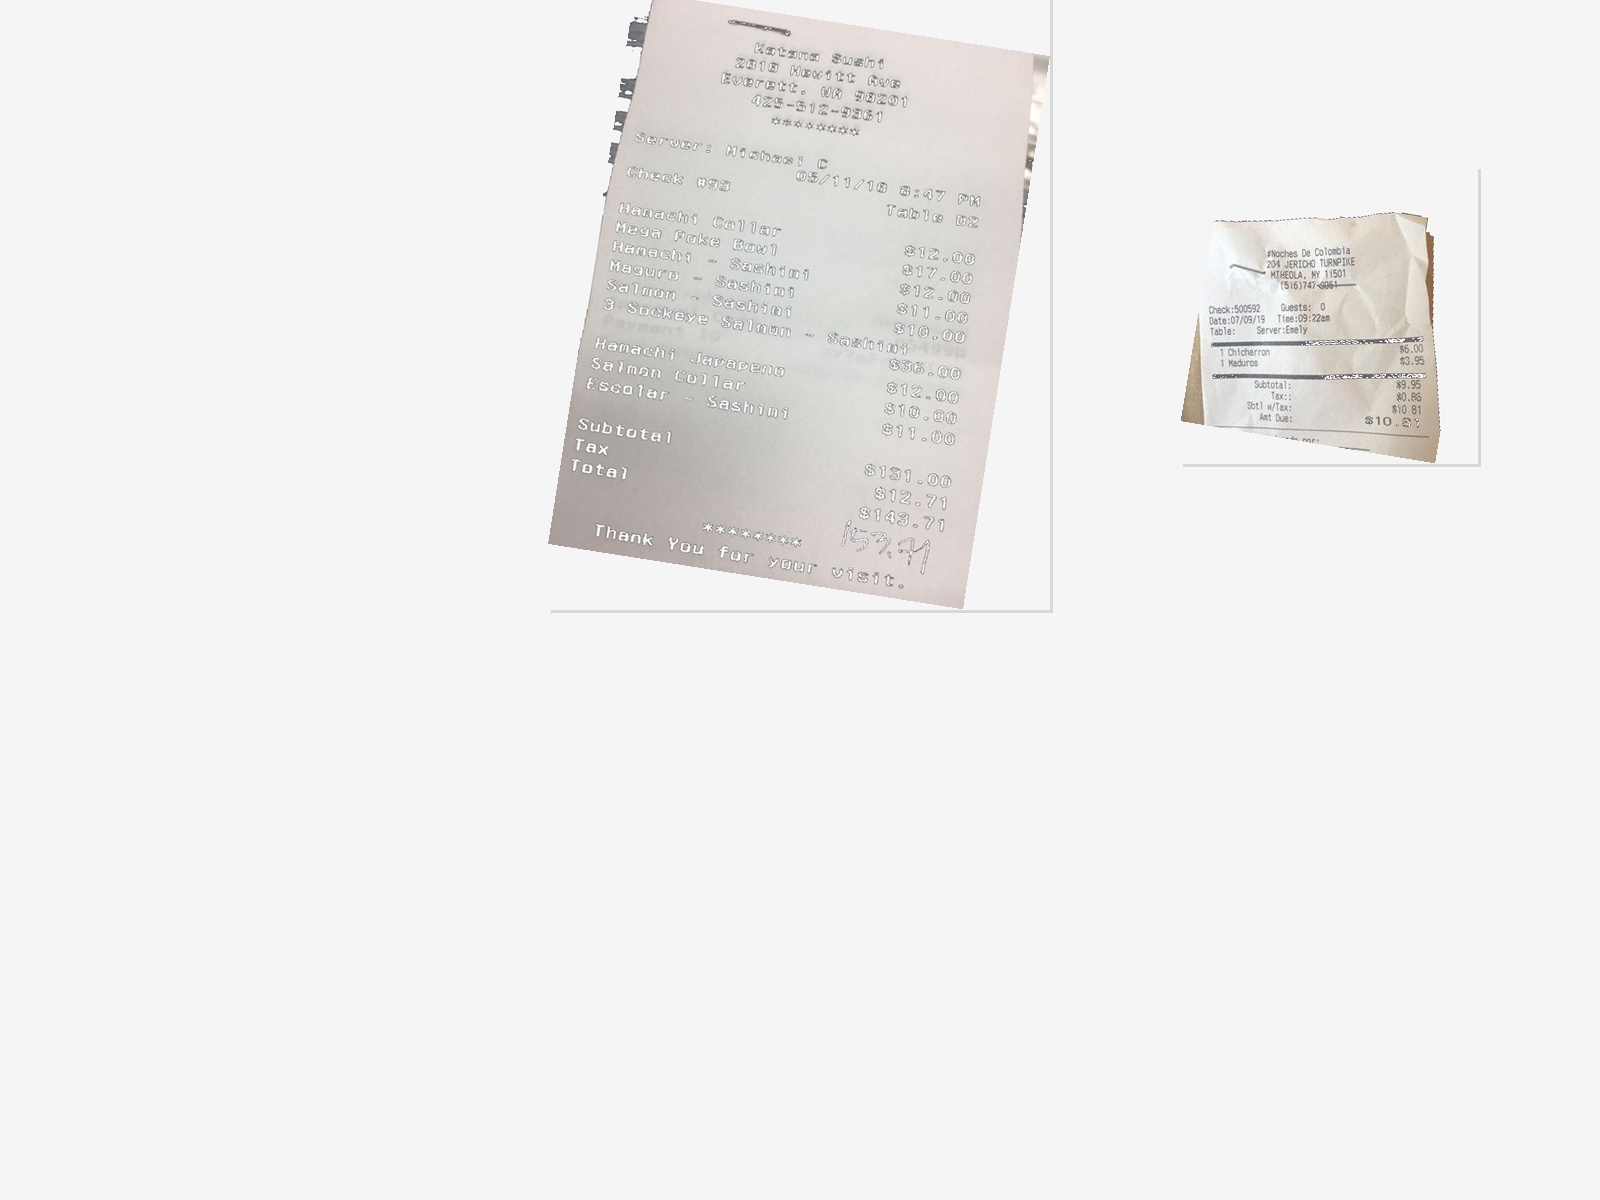 Katana Sushi
2818 Hewitt Ave
Everett, WA 98201
425-512-9361
********
Server: Michael C
05/11/18 6:47 PM
Check #93
Table D2
Hamachi Collar $12.00
Mega Poke Bowl $17.00
Hamachi - Sashimi $12.00
Maguro - Sashimi $11.00
Salmon - Sashimi $10.00
3 Sockeye Salmon - Sashimi $36.00
Hamachi Japapeno $12.00
Salmon Collar $10.00
Escolar - Sashimi $11.00
Subtotal $131.00
Tax $12.71
Total $143.71
153.71
********
Thank You for your visit.
#Noches De Colombia
204 JERICHO TURNPIKE
MINEOLA, NY 11501
(516)747-9861
Check:500592 Guests: 0
Date:07/09/19 Time:09:22am
Table: Server:Emely
1 Chicharron $6.00
1 Maduros $3.95
Subtotal: $9.95
Tax:: $0.86
Sbtl w/Tax: $10.81
Amt Due: $10.81